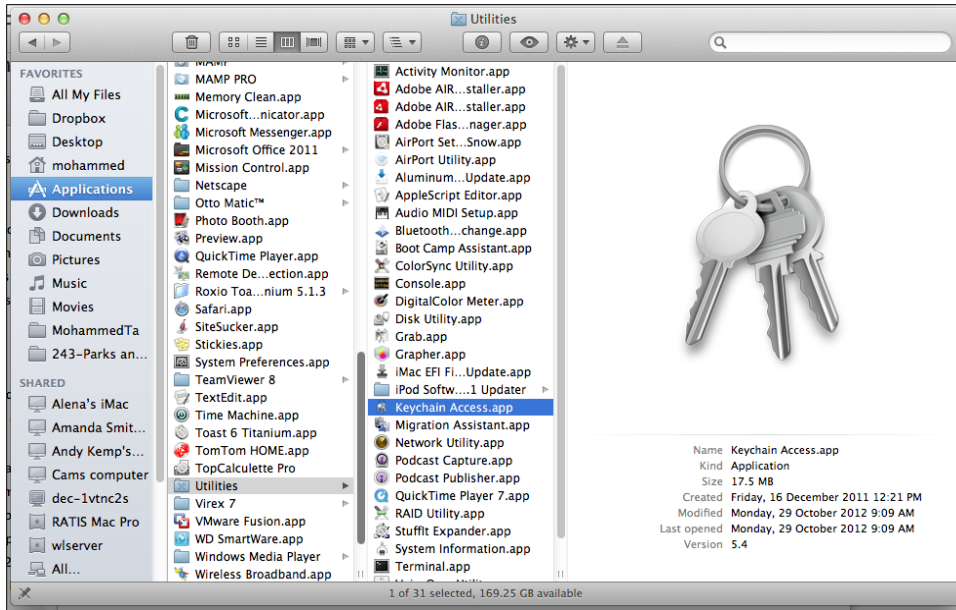 Utilities
FAVORITES
All My Files
Dropbox
Desktop
mohammed
Applications
Downloads
Documents
Pictures
Music
Movies
MohammedTa
243-Parks an...
SHARED
Alena's iMac
Amanda Smit...
Andy Kemp's...
Cams computer
dec-1vtnc2s
RATIS Mac Pro
wlserver
All...
MAMP
MAMP PRO
Memory Clean.app
Microsoft...nicator.app
Microsoft Messenger.app
Microsoft Office 2011
Mission Control.app
Netscape
Otto Matic™
Photo Booth.app
Preview.app
QuickTime Player.app
Remote De...ection.app
Roxio Toa...nium 5.1.3
Safari.app
SiteSucker.app
Stickies.app
System Preferences.app
TeamViewer 8
TextEdit.app
Time Machine.app
Toast 6 Titanium.app
TomTom HOME.app
TopCalculette Pro
Utilities
Virex 7
VMware Fusion.app
WD SmartWare.app
Windows Media Player
Wireless Broadband.app
Activity Monitor.app
Adobe AIR...staller.app
Adobe AIR...staller.app
Adobe Flas...nager.app
AirPort Set...Snow.app
AirPort Utility.app
Aluminum...Update.app
AppleScript Editor.app
Audio MIDI Setup.app
Bluetooth...change.app
Boot Camp Assistant.app
ColorSync Utility.app
Console.app
DigitalColor Meter.app
Disk Utility.app
Grab.app
Grapher.app
iMac EFI Fi...Update.app
iPod Softw....1 Updater
Keychain Access.app
Migration Assistant.app
Network Utility.app
Podcast Capture.app
Podcast Publisher.app
QuickTime Player 7.app
RAID Utility.app
StuffIt Expander.app
System Information.app
Terminal.app
Name Keychain Access.app
Kind Application
Size 17.5 MB
Created Friday, 16 December 2011 12:21 PM
Modified Monday, 29 October 2012 9:09 AM
Last opened Monday, 29 October 2012 9:09 AM
Version 5.4
1 of 31 selected, 169.25 GB available